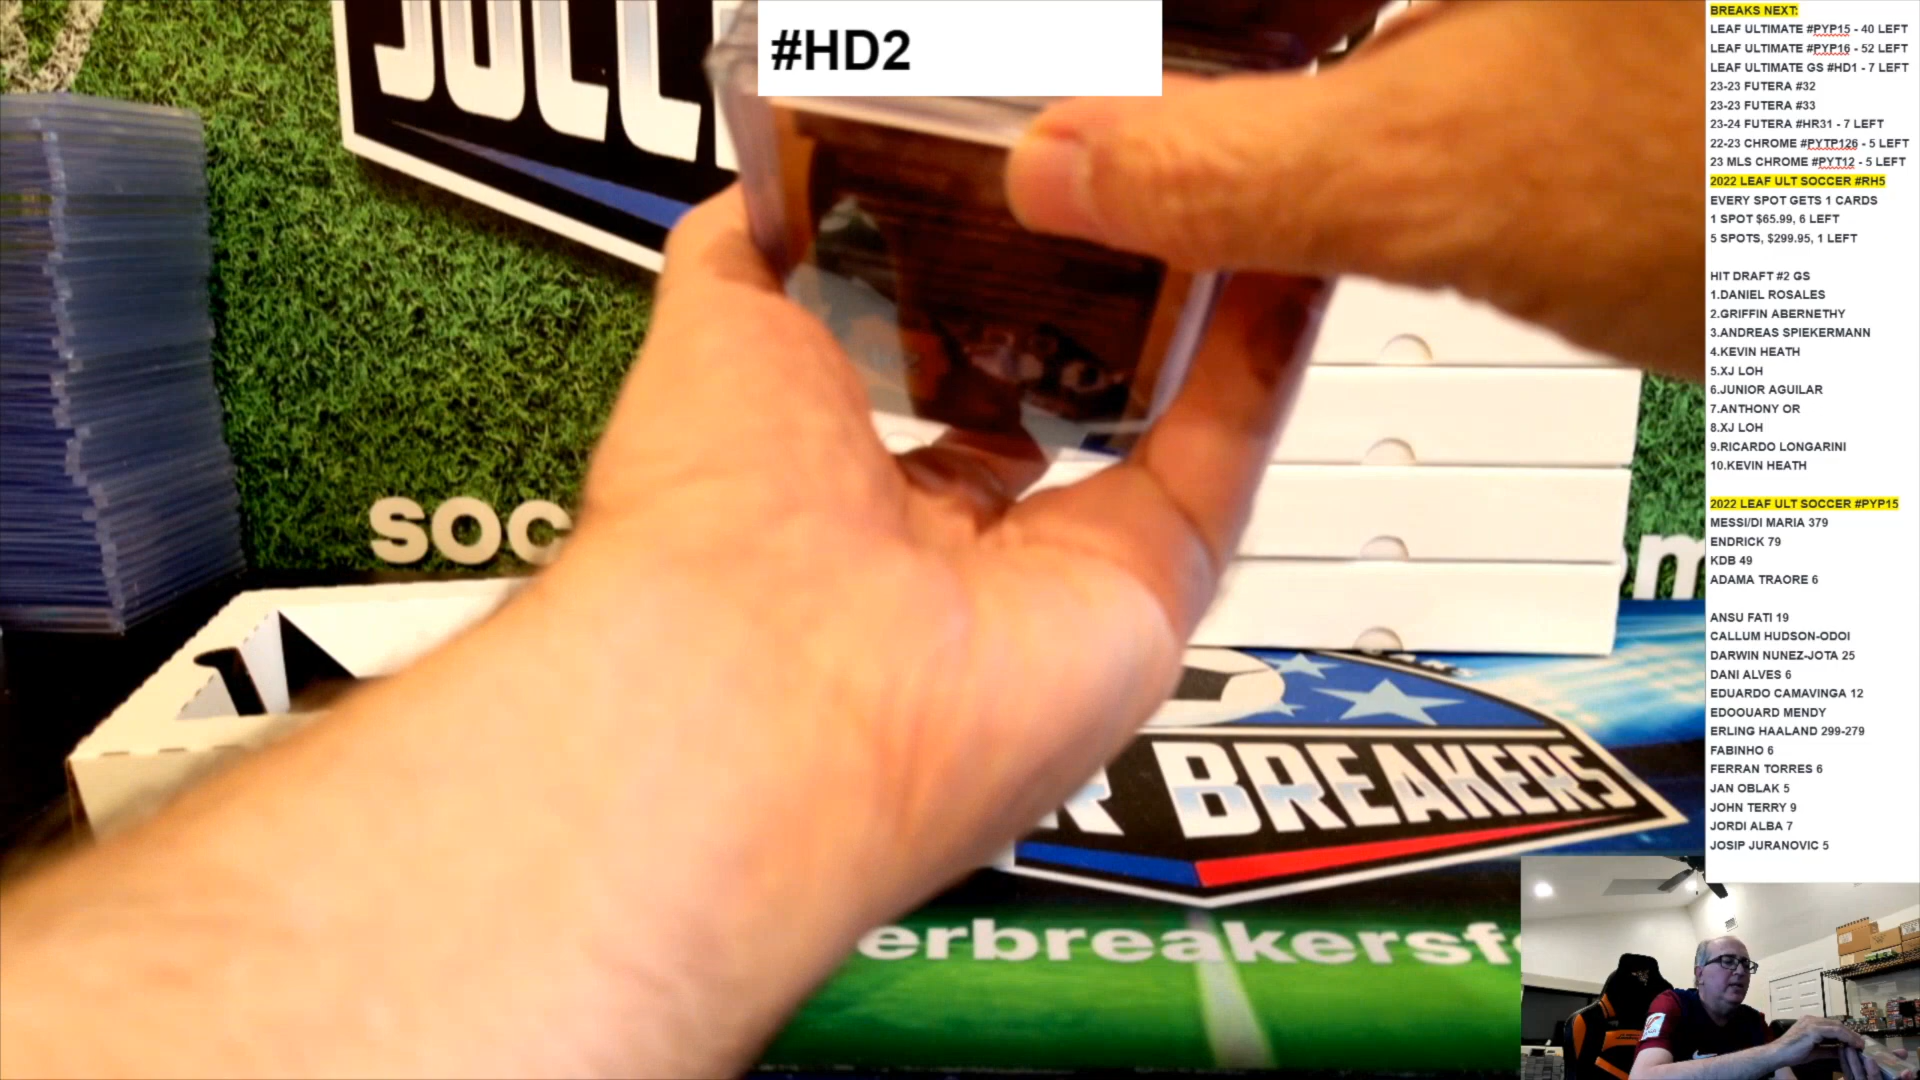 #HD2
SOC
R BREAKERS
erbreakersf
BREAKS NEXT:
LEAF ULTIMATE #PYP15 - 40 LEFT
LEAF ULTIMATE #PYP16 - 52 LEFT
LEAF ULTIMATE GS #HD1 - 7 LEFT
23-23 FUTERA #32
23-23 FUTERA #33
23-24 FUTERA #HR31 - 7 LEFT
22-23 CHROME #PYTP126 - 5 LEFT
23 MLS CHROME #PYT12 - 5 LEFT
2022 LEAF ULT SOCCER #RH5
EVERY SPOT GETS 1 CARDS
1 SPOT $65.99, 6 LEFT
5 SPOTS, $299.95, 1 LEFT
HIT DRAFT #2 GS
1.DANIEL ROSALES
2.GRIFFIN ABERNETHY
3.ANDREAS SPIEKERMANN
4.KEVIN HEATH
5.XJ LOH
6.JUNIOR AGUILAR
7.ANTHONY OR
8.XJ LOH
9.RICARDO LONGARINI
10.KEVIN HEATH
2022 LEAF ULT SOCCER #PYP15
MESSI/DI MARIA 379
ENDRICK 79
KDB 49
ADAMA TRAORE 6
ANSU FATI 19
CALLUM HUDSON-ODOI
DARWIN NUNEZ-JOTA 25
DANI ALVES 6
EDUARDO CAMAVINGA 12
EDOOUARD MENDY
ERLING HAALAND 299-279
FABINHO 6
FERRAN TORRES 6
JAN OBLAK 5
JOHN TERRY 9
JORDI ALBA 7
JOSIP JURANOVIC 5